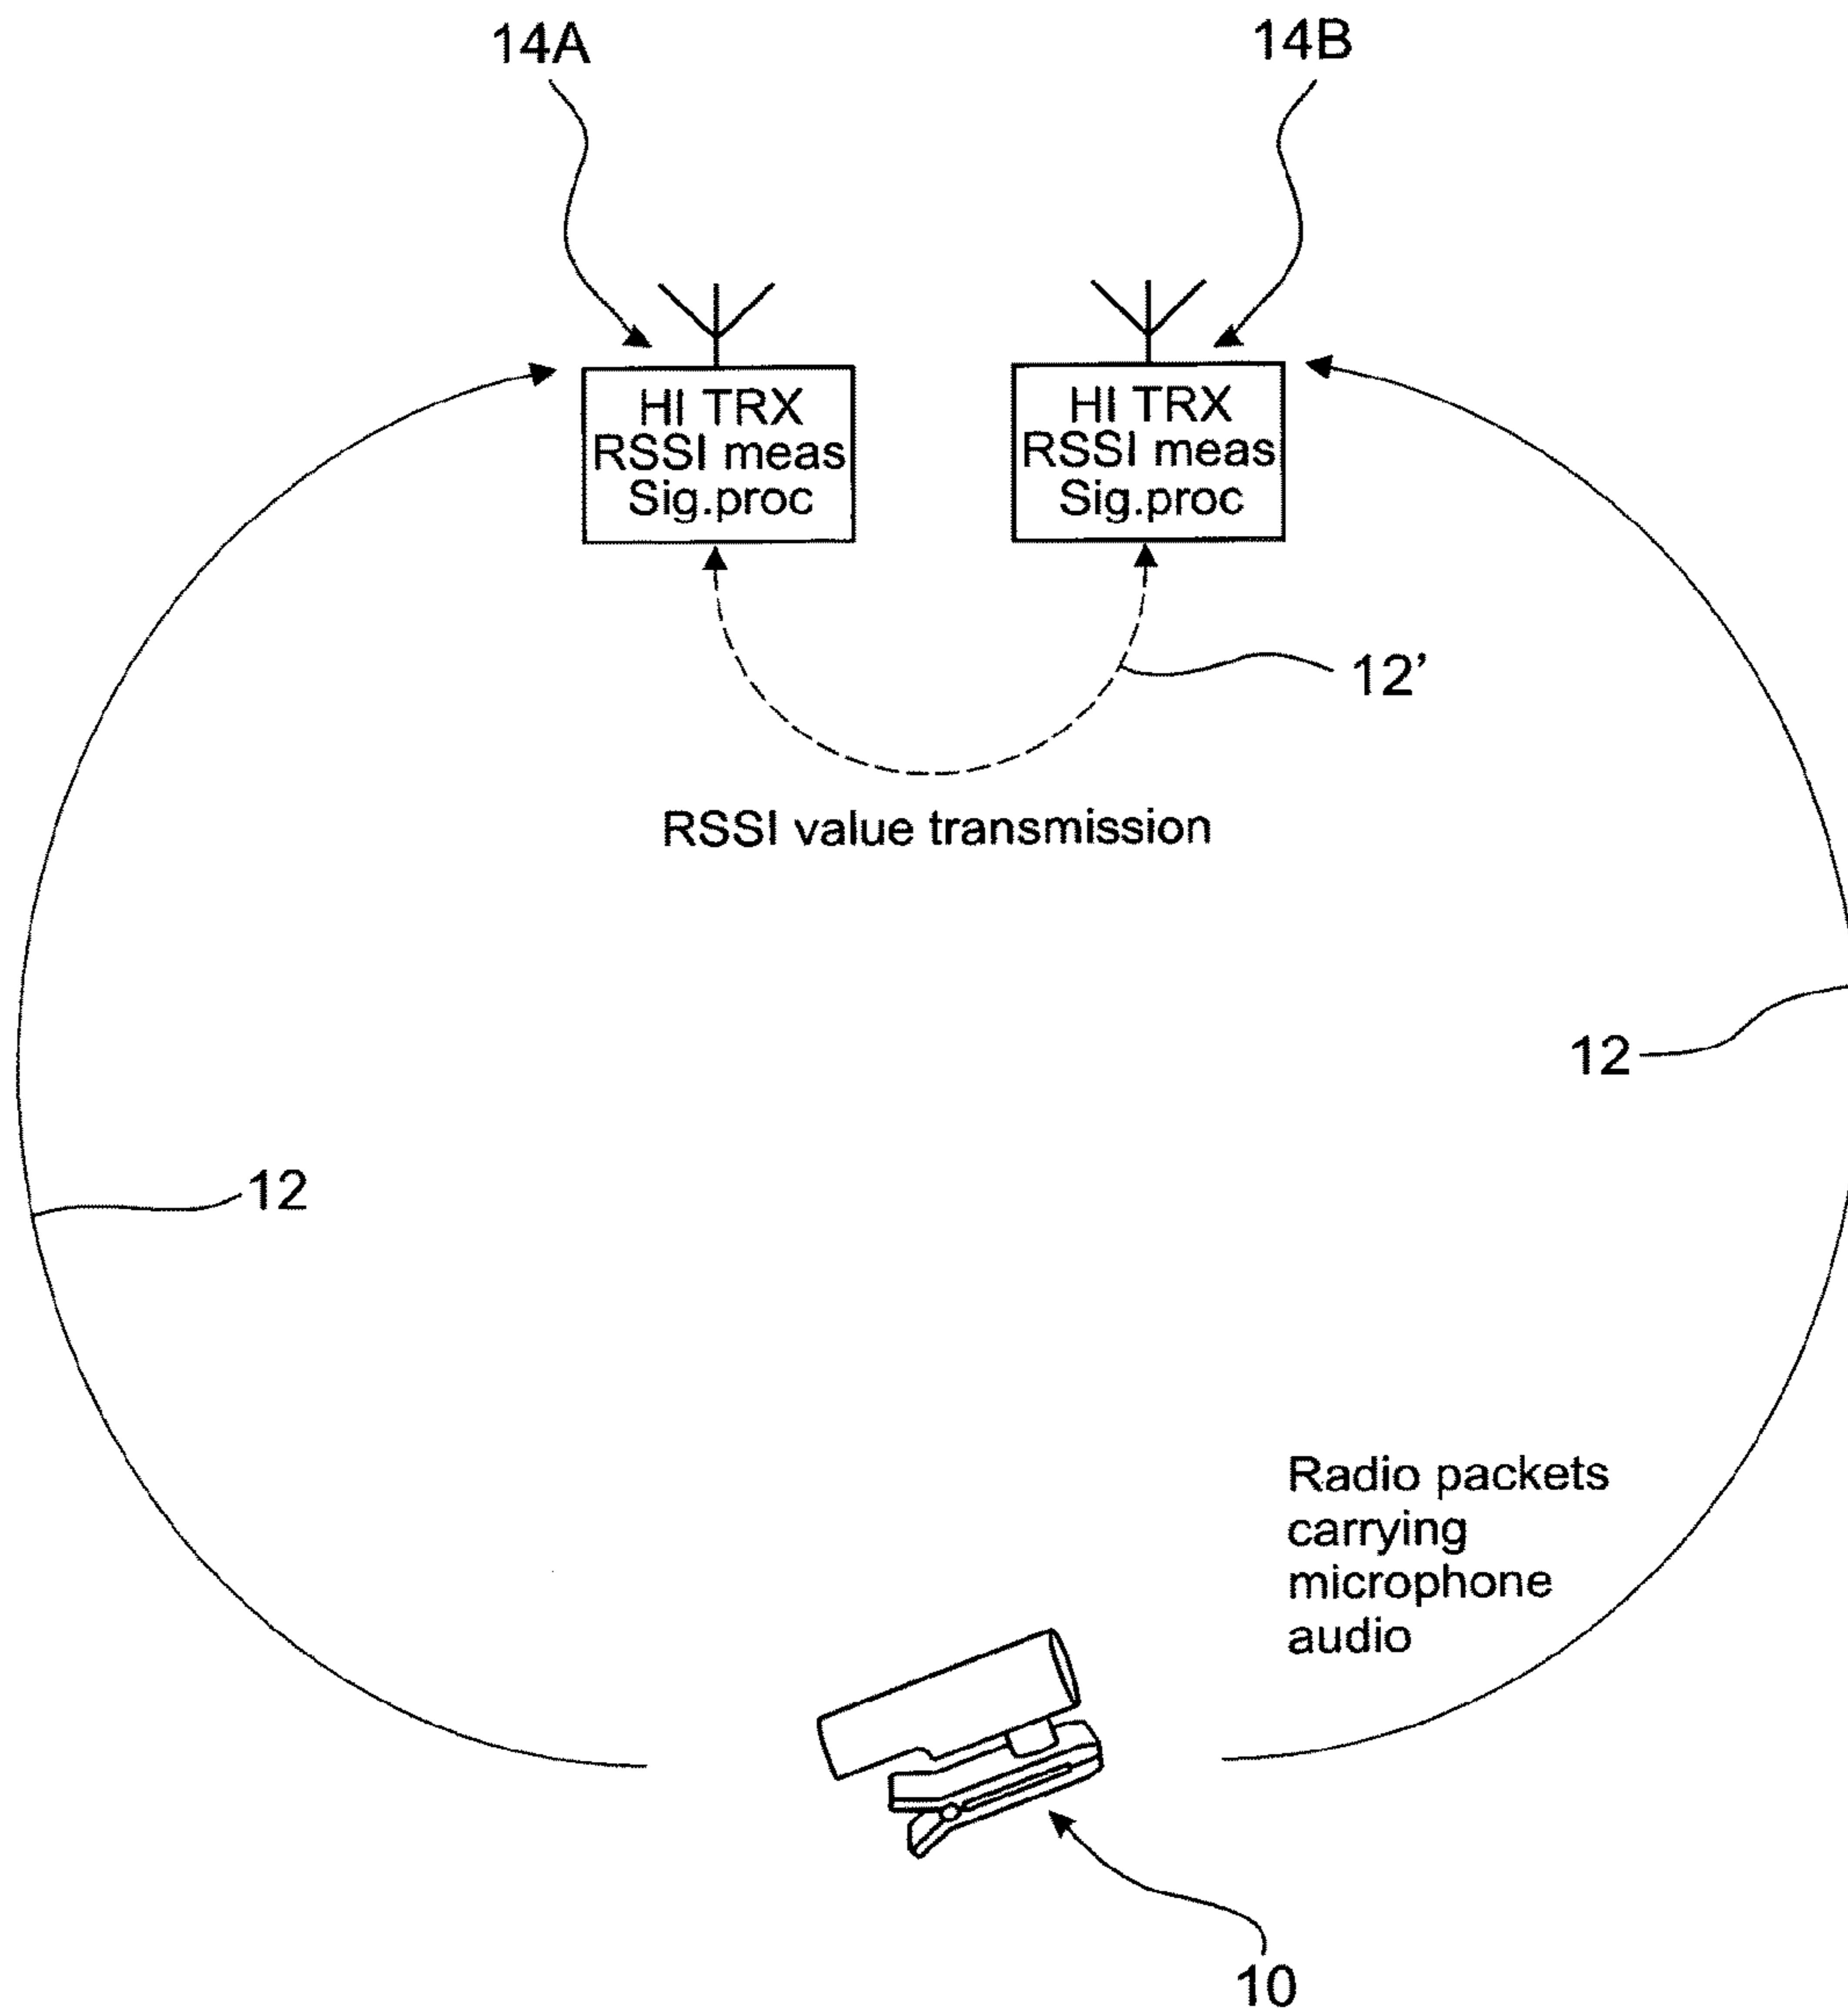 14A
14B
HI TRX
RSSI meas
Sig.proc
HI TRX
RSSI meas
Sig.proc
12’
RSSI value transmission
12
12
Radio packets
carrying
microphone
audio
10